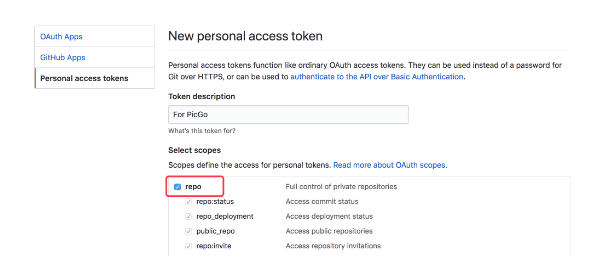 New personal access token
OAuth Apps
GitHub Apps
Personal access tokens
Personal access tokens function like ordinary OAuth access tokens. They can be used instead of a password for
Git over HTTPS, or can be used to authenticate to the API over Basic Authentication.
Token description
For PicGo
What's this token for?
Select scopes
Scopes define the access for personal tokens. Read more about OAuth scopes.
repo Full control of private repositories
repo:status Access commit status
repo_deployment Access deployment status
public_repo Access public repositories
repo:invite Access repository invitations